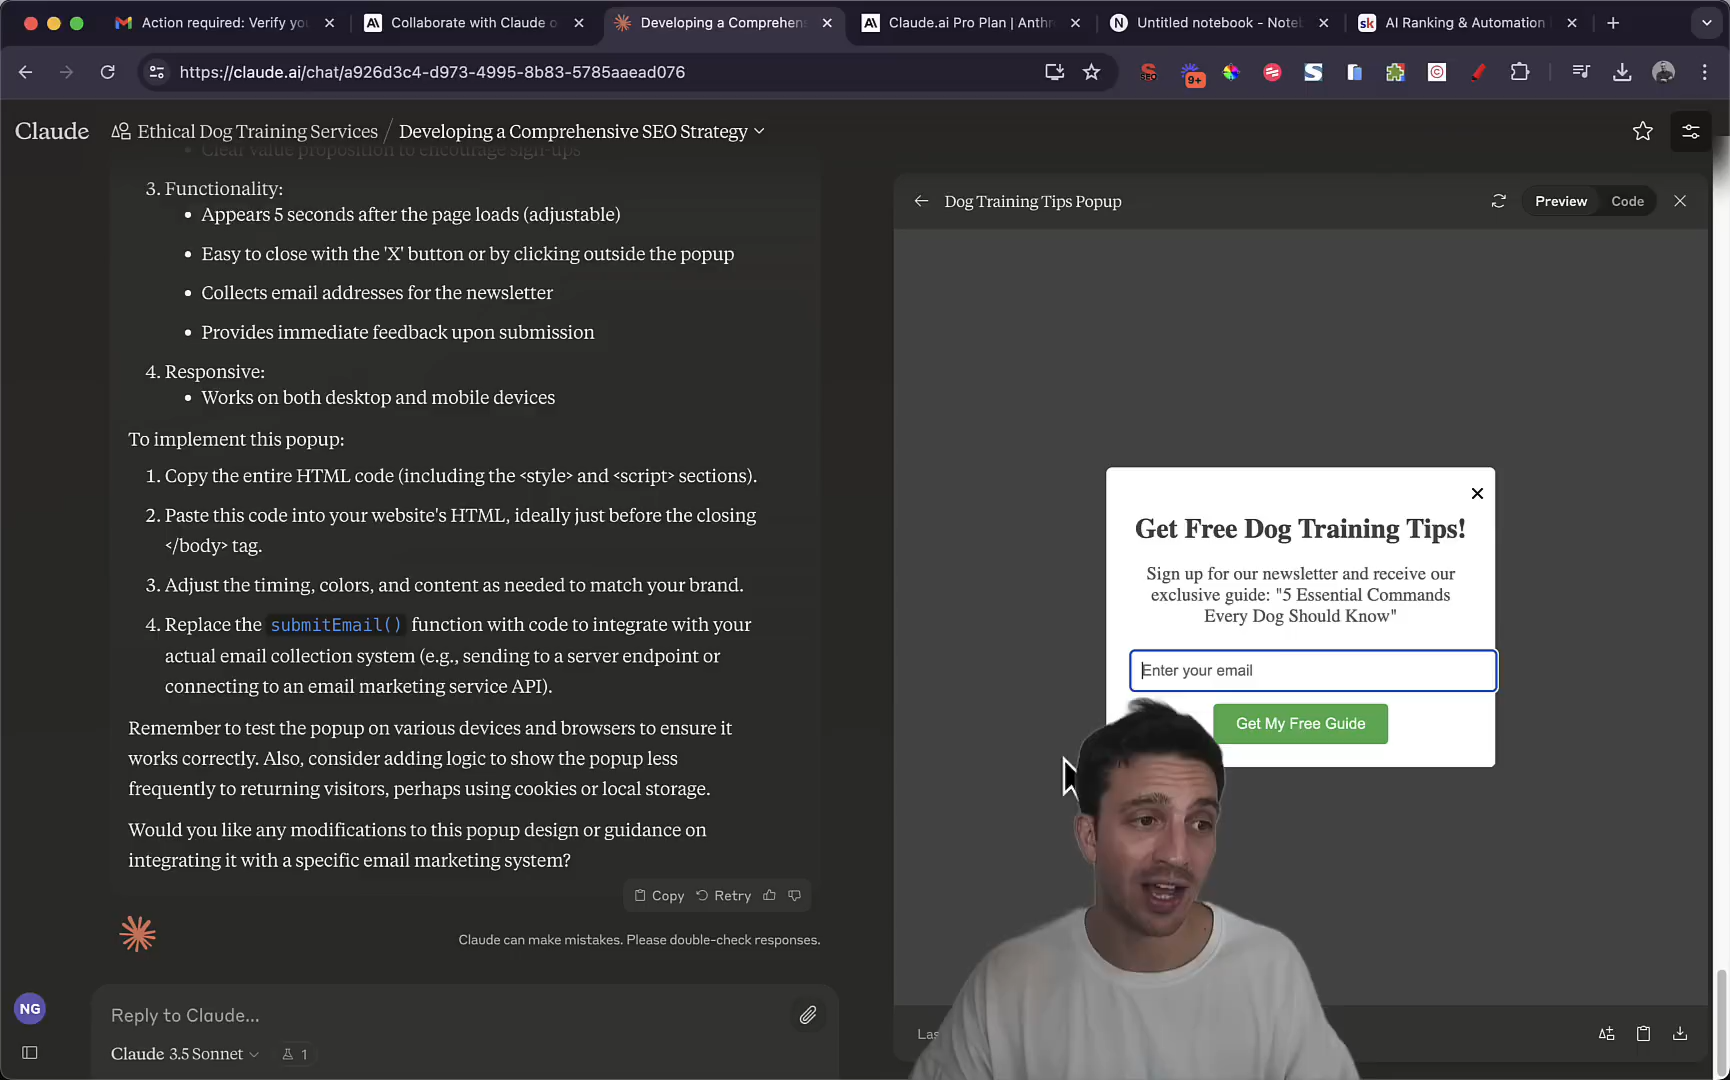 Action required: Verify yo
Collaborate with Claude o
Developing a Comprehens
Claude.ai Pro Plan | Anthr
Untitled notebook - Noteb
AI Ranking & Automation
https://claude.ai/chat/a926d3c4-d973-4995-8b83-5785aaead076
SEO
9+
Claude
Ethical Dog Training Services / Developing a Comprehensive SEO Strategy
Clear value proposition to encourage sign-ups
3. Functionality:
• Appears 5 seconds after the page loads (adjustable)
• Easy to close with the 'X' button or by clicking outside the popup
• Collects email addresses for the newsletter
• Provides immediate feedback upon submission
4. Responsive:
• Works on both desktop and mobile devices
To implement this popup:
1. Copy the entire HTML code (including the <style> and <script> sections).
2. Paste this code into your website's HTML, ideally just before the closing
</body> tag.
3. Adjust the timing, colors, and content as needed to match your brand.
4. Replace the submitEmail() function with code to integrate with your
actual email collection system (e.g., sending to a server endpoint or
connecting to an email marketing service API).
Remember to test the popup on various devices and browsers to ensure it
works correctly. Also, consider adding logic to show the popup less
frequently to returning visitors, perhaps using cookies or local storage.
Would you like any modifications to this popup design or guidance on
integrating it with a specific email marketing system?
Copy Retry
Claude can make mistakes. Please double-check responses.
NG
Reply to Claude...
Claude 3.5 Sonnet
1
Dog Training Tips Popup
Preview Code
Get Free Dog Training Tips!
Sign up for our newsletter and receive our
exclusive guide: "5 Essential Commands
Every Dog Should Know"
Enter your email
Get My Free Guide
Las